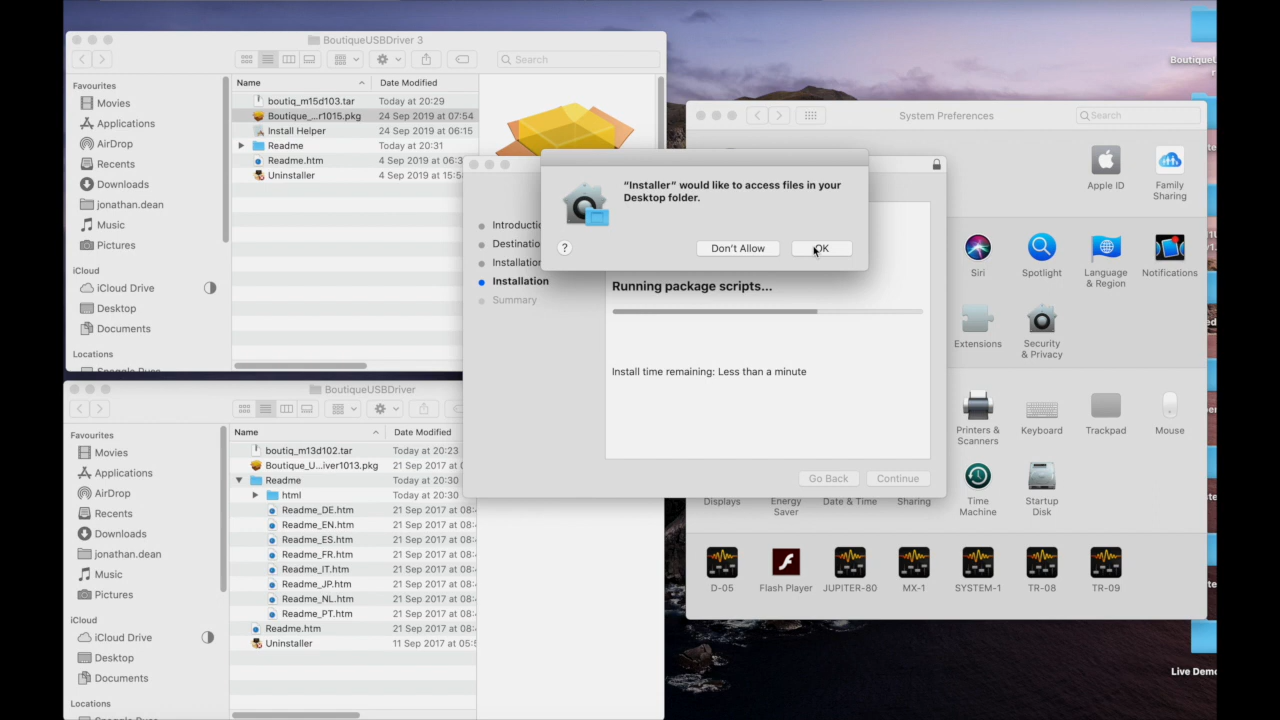 BoutiqueUSBDriver 3
Search
Favourites
Movies
Applications
AirDrop
Recents
Downloads
jonathan.dean
Music
Pictures
iCloud
iCloud Drive
Desktop
Documents
Locations
Name
Date Modified
boutiq_m15d103.tar
Today at 20:29
Boutique_...r1015.pkg
24 Sep 2019 at 07:54
Install Helper
24 Sep 2019 at 06:15
Readme
Today at 20:31
Readme.htm
4 Sep 2019 at 06:3
Uninstaller
4 Sep 2019 at 15:5
BoutiqueUSBDriver
Favourites
Movies
Applications
AirDrop
Recents
Downloads
jonathan.dean
Music
Pictures
iCloud
iCloud Drive
Desktop
Documents
Locations
Name
Date Modified
boutiq_m13d102.tar
Today at 20:23
Boutique_U...iver1013.pkg
21 Sep 2017 at 0
Readme
Today at 20:30
html
Today at 20:30
Readme_DE.htm
21 Sep 2017 at 08:
Readme_EN.htm
21 Sep 2017 at 08:
Readme_ES.htm
21 Sep 2017 at 08:
Readme_FR.htm
21 Sep 2017 at 08:
Readme_IT.htm
21 Sep 2017 at 08:
Readme_JP.htm
21 Sep 2017 at 08:
Readme_NL.htm
21 Sep 2017 at 08:
Readme_PT.htm
21 Sep 2017 at 08:
Readme.htm
21 Sep 2017 at 08:
Uninstaller
11 Sep 2017 at 05:5
"Installer" would like to access files in your
Desktop folder.
?
Don't Allow
OK
Introductio
Destinatio
Installation
Installation
Summary
Running package scripts...
Install time remaining: Less than a minute
Go Back
Continue
System Preferences
Search
Apple ID
Family
Sharing
Siri
Spotlight
Language
& Region
Notifications
Extensions
Security
& Privacy
Printers &
Scanners
Keyboard
Trackpad
Mouse
Displays
Energy
Saver
Date & Time
Sharing
Time
Machine
Startup
Disk
D-05
Flash Player
JUPITER-80
MX-1
SYSTEM-1
TR-08
TR-09
Live Demo